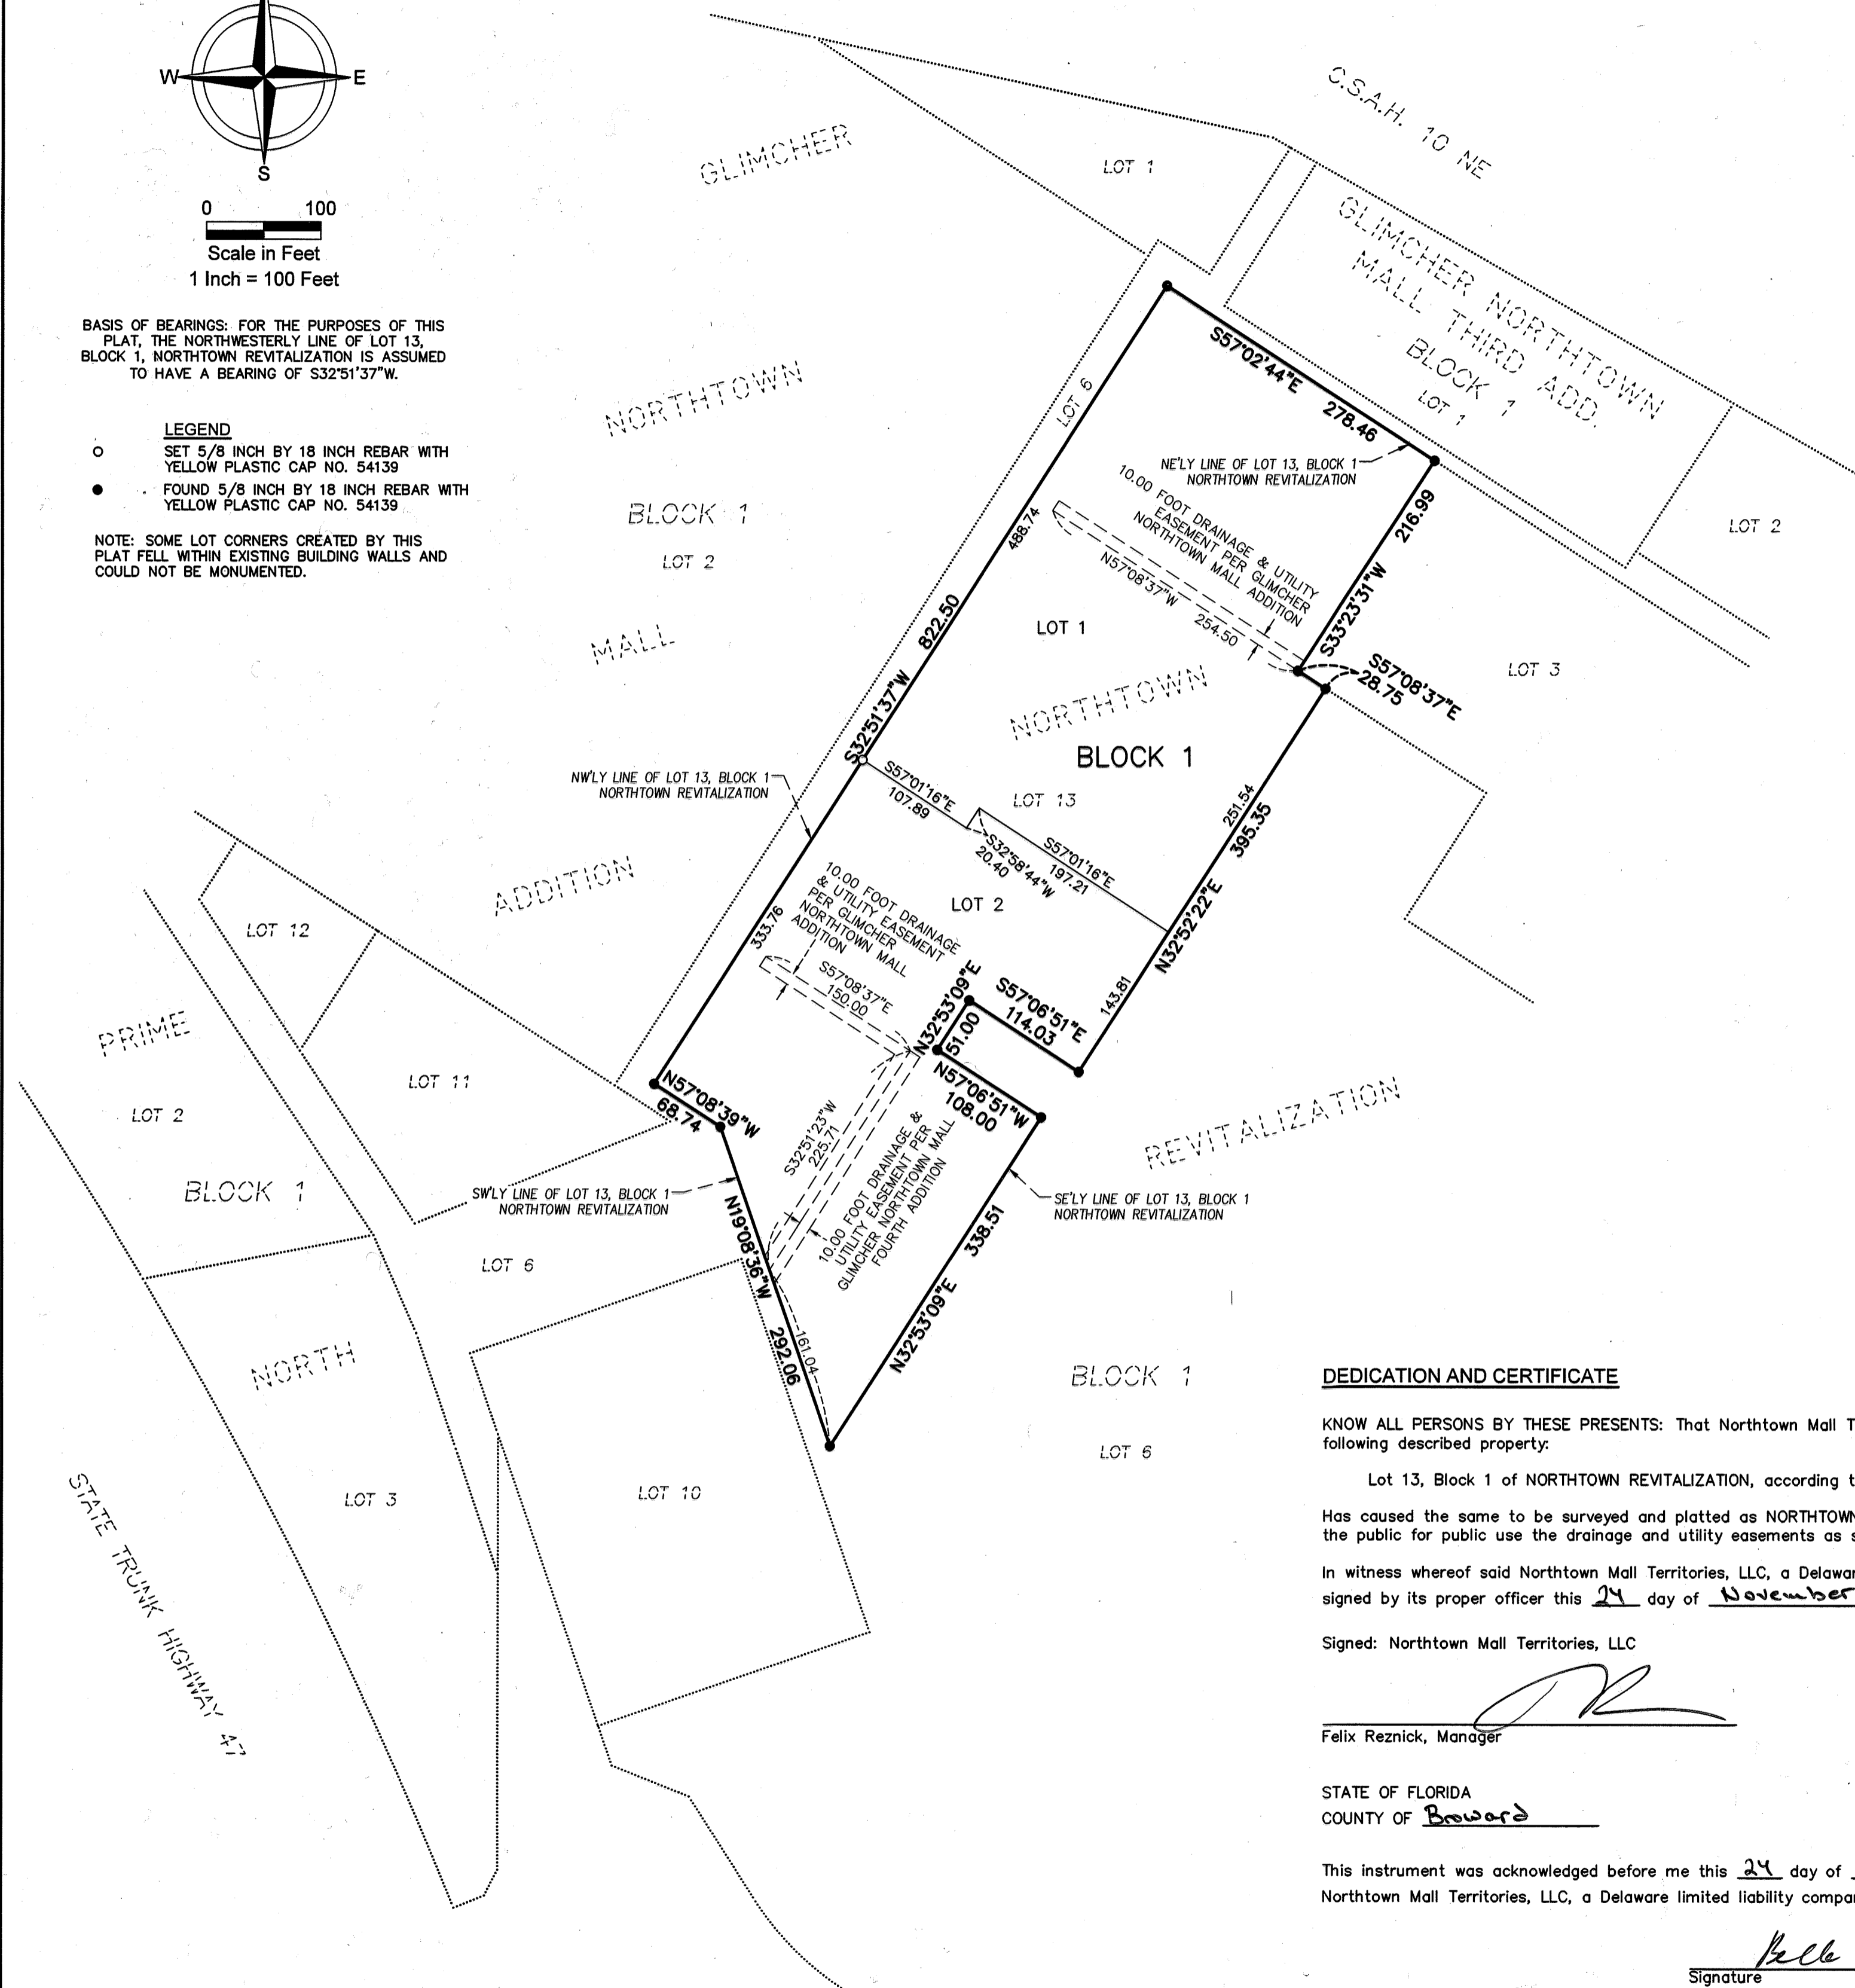 W
E
S
0 100
Scale in Feet
1 Inch = 100 Feet
BASIS OF BEARINGS: FOR THE PURPOSES OF THIS
PLAT, THE NORTHWESTERLY LINE OF LOT 13,
BLOCK 1, NORTHTOWN REVITALIZATION IS ASSUMED
TO HAVE A BEARING OF S32°51'37"W.
LEGEND
SET 5/8 INCH BY 18 INCH REBAR WITH
YELLOW PLASTIC CAP NO. 54139
FOUND 5/8 INCH BY 18 INCH REBAR WITH
YELLOW PLASTIC CAP NO. 54139
NOTE: SOME LOT CORNERS CREATED BY THIS
PLAT FELL WITHIN EXISTING BUILDING WALLS AND
COULD NOT BE MONUMENTED.
GLIMCHER
NORTHTOWN
BLOCK 1
LOT 2
MALL
ADDITION
C.S.A.H. 10 NE
LOT 1
GLIMCHER NORTHTOWN
MALL THIRD ADD.
BLOCK 1
LOT 1
LOT 2
LOT 3
LOT 6
S57°02'44"E 278.46
NE'LY LINE OF LOT 13, BLOCK 1
NORTHTOWN REVITALIZATION
10.00 FOOT DRAINAGE & UTILITY
EASEMENT PER GLIMCHER
NORTHTOWN MALL ADDITION
N57°08'37"W 254.50
S33°23'31"W 216.99
S57°08'37"E
28.75
488.74
S32°51'37"W 822.50
LOT 1
NORTHTOWN
BLOCK 1
LOT 13
NW'LY LINE OF LOT 13, BLOCK 1
NORTHTOWN REVITALIZATION
S57°01'16"E
107.89
S32°58'44"W
20.40
S57°01'16"E
197.21
251.54
N32°52'22"E 395.35
143.81
LOT 2
333.76
10.00 FOOT DRAINAGE
& UTILITY EASEMENT
PER GLIMCHER
NORTHTOWN MALL
ADDITION
S57°08'37"E
150.00
N32°53'09"E
51.00
S57°06'51"E
114.03
N57°06'51"W
108.00
N57°08'39"W
68.74
S32°51'23"W
225.71
10.00 FOOT DRAINAGE &
UTILITY EASEMENT PER
GLIMCHER NORTHTOWN MALL
FOURTH ADDITION
SW'LY LINE OF LOT 13, BLOCK 1
NORTHTOWN REVITALIZATION
SE'LY LINE OF LOT 13, BLOCK 1
NORTHTOWN REVITALIZATION
N19°08'36"W 292.06
161.04
N32°53'09"E 338.51
REVITALIZATION
BLOCK 1
LOT 6
LOT 12
LOT 11
PRIME
LOT 2
BLOCK 1
LOT 6
NORTH
LOT 3
LOT 10
STATE TRUNK HIGHWAY 47
DEDICATION AND CERTIFICATE
KNOW ALL PERSONS BY THESE PRESENTS: That Northtown Mall T
following described property:
Lot 13, Block 1 of NORTHTOWN REVITALIZATION, according t
Has caused the same to be surveyed and platted as NORTHTOWN
the public for public use the drainage and utility easements as s
In witness whereof said Northtown Mall Territories, LLC, a Delawar
signed by its proper officer this 24 day of November
Signed: Northtown Mall Territories, LLC
Felix Reznick, Manager
STATE OF FLORIDA
COUNTY OF Broward
This instrument was acknowledged before me this 24 day of
Northtown Mall Territories, LLC, a Delaware limited liability compa
Belle
Signature